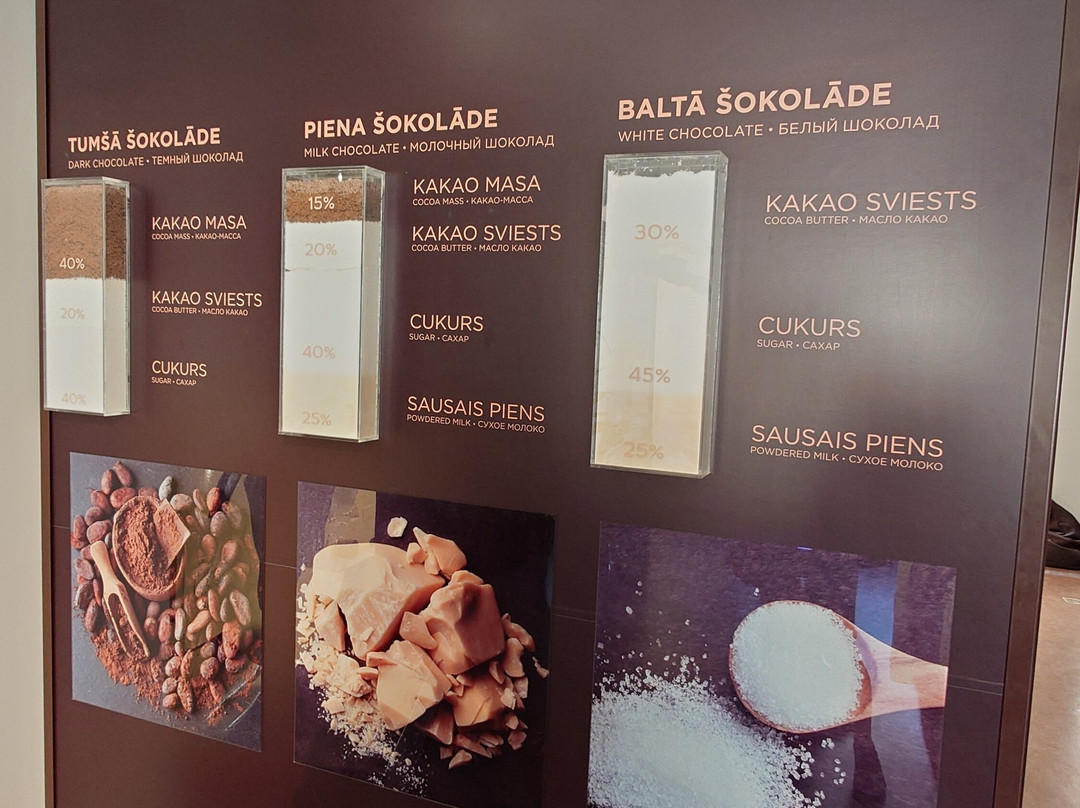 TUMŠĀ ŠOKOLĀDE
DARK CHOCOLATE • ТЕМНЫЙ ШОКОЛАД
KAKAO MASA
COCOA MASS • КАКАО-МАССА
40%
KAKAO SVIESTS
COCOA BUTTER • МАСЛО КАКАО
20%
CUKURS
SUGAR • САХАР
40%
PIENA ŠOKOLĀDE
MILK CHOCOLATE • МОЛОЧНЫЙ ШОКОЛАД
KAKAO MASA
COCOA MASS • КАКАО-МАССА
15%
KAKAO SVIESTS
COCOA BUTTER • МАСЛО КАКАО
20%
CUKURS
SUGAR • САХАР
40%
SAUSAIS PIENS
POWDERED MILK • СУХОЕ МОЛОКО
25%
BALTĀ ŠOKOLĀDE
WHITE CHOCOLATE • БЕЛЫЙ ШОКОЛАД
KAKAO SVIESTS
COCOA BUTTER • МАСЛО КАКАО
30%
CUKURS
SUGAR • САХАР
45%
SAUSAIS PIENS
POWDERED MILK • СУХОЕ МОЛОКО
25%